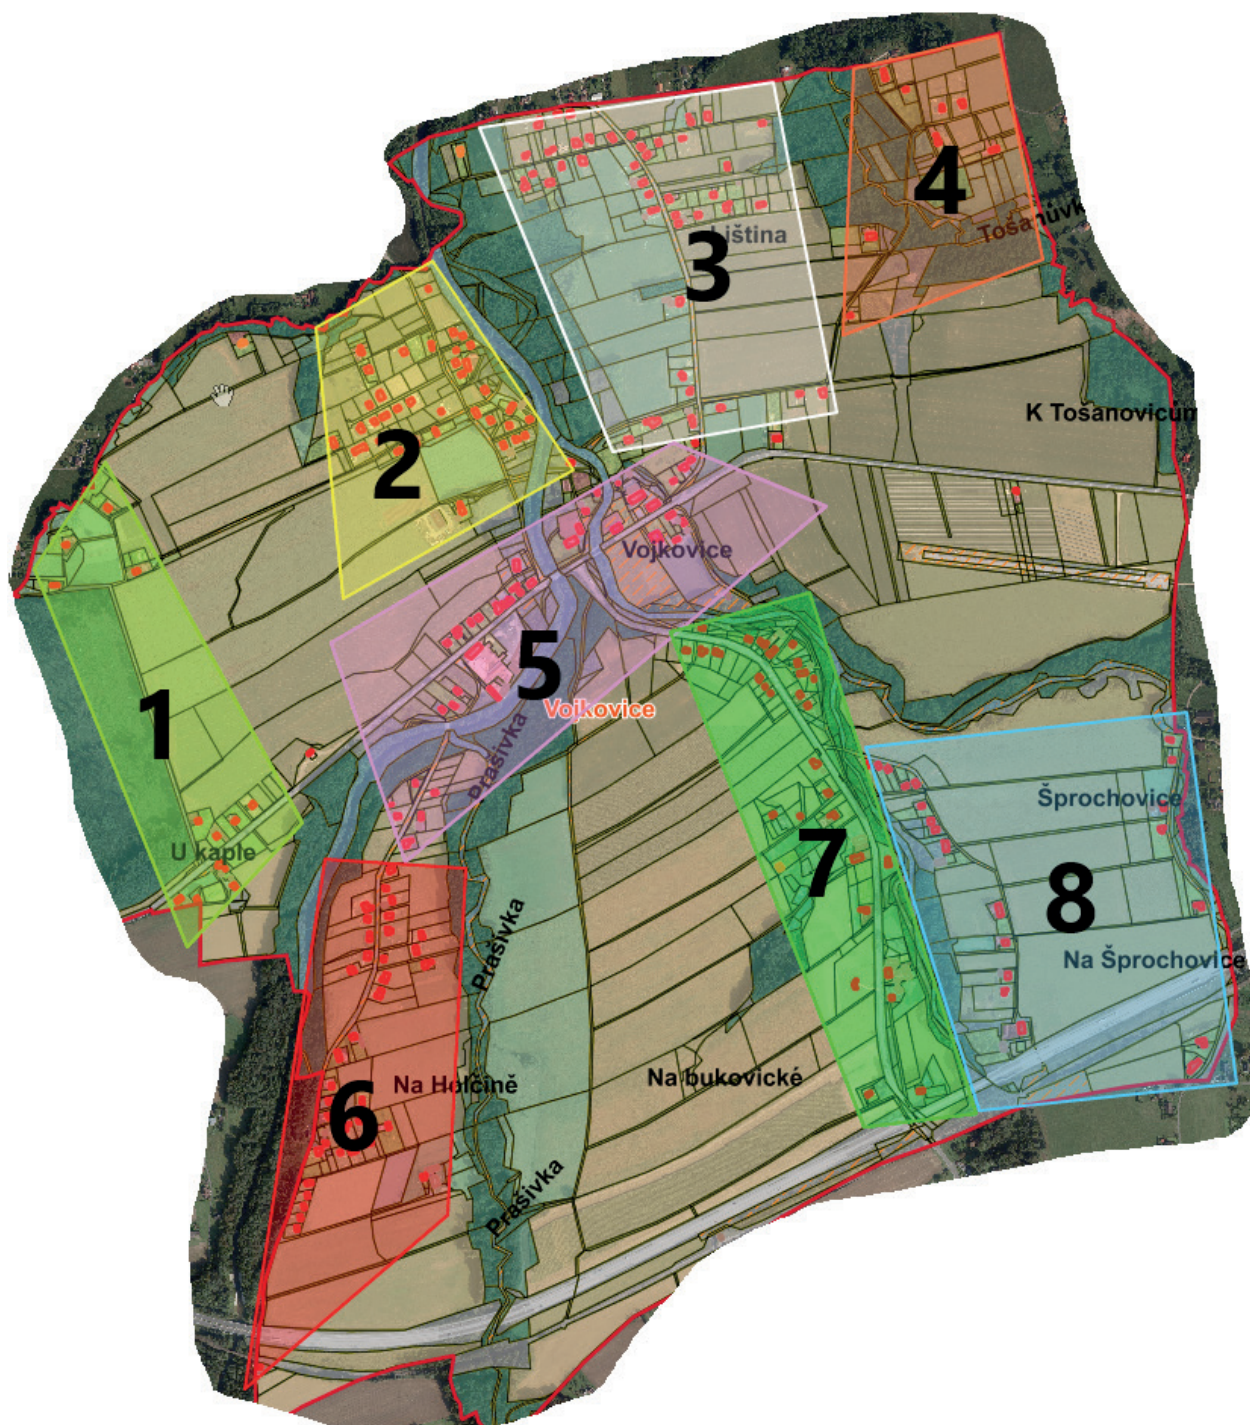 4
Tošanůvk
Liština
3
K Tošanovicům
2
Vojkovice
5
1
Vojkovice
Prašivka
Šprochovice
U kaple
7
8
Prašivka
Na Šprochovice
Na Holčině
Na bukovické
6
Prašivka